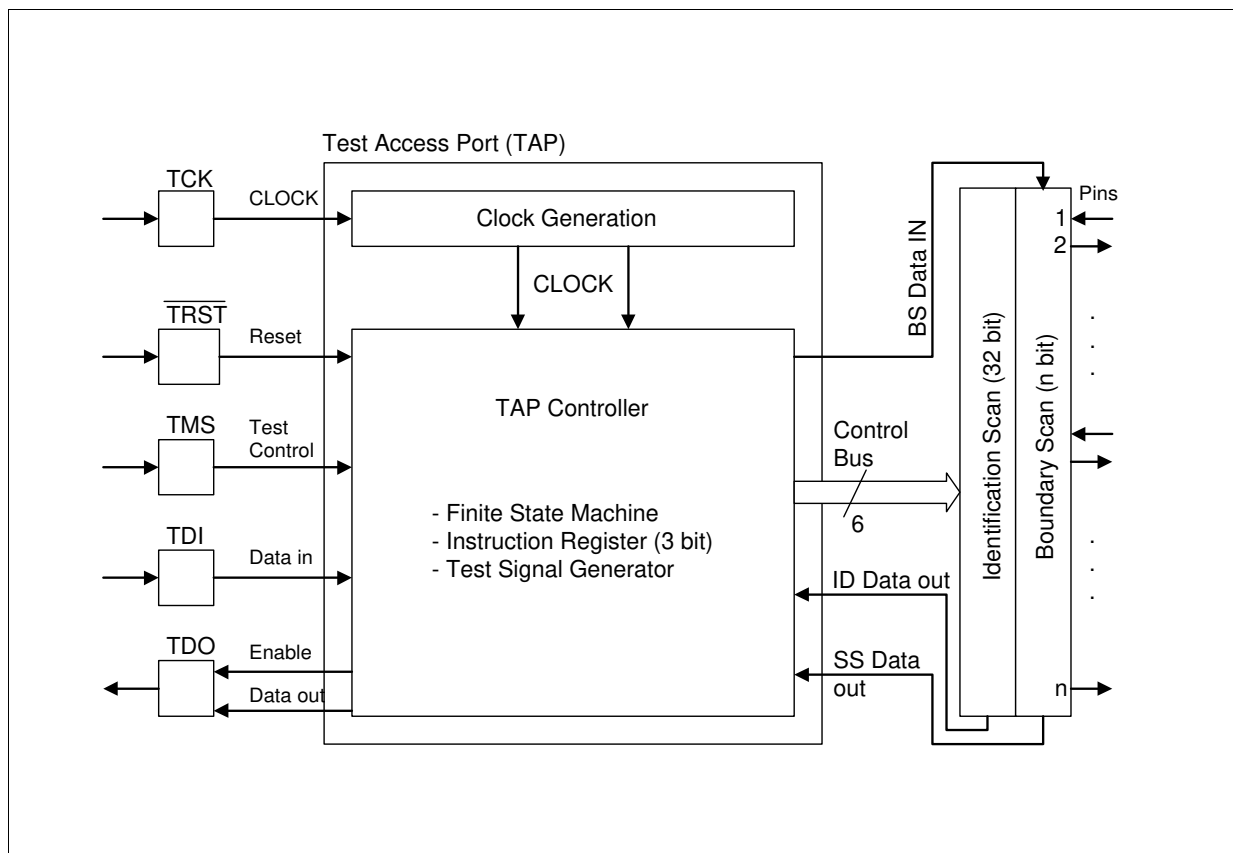 Test Access Port (TAP)
TCK
CLOCK
Clock Generation
CLOCK
TRST
Reset
TMS
Test
Control
TDI
Data in
TDO
Enable
Data out
TAP Controller
- Finite State Machine
- Instruction Register (3 bit)
- Test Signal Generator
BS Data IN
Control
Bus
6
ID Data out
SS Data
out
Identification Scan (32 bit)
Boundary Scan (n bit)
Pins
1
2
n